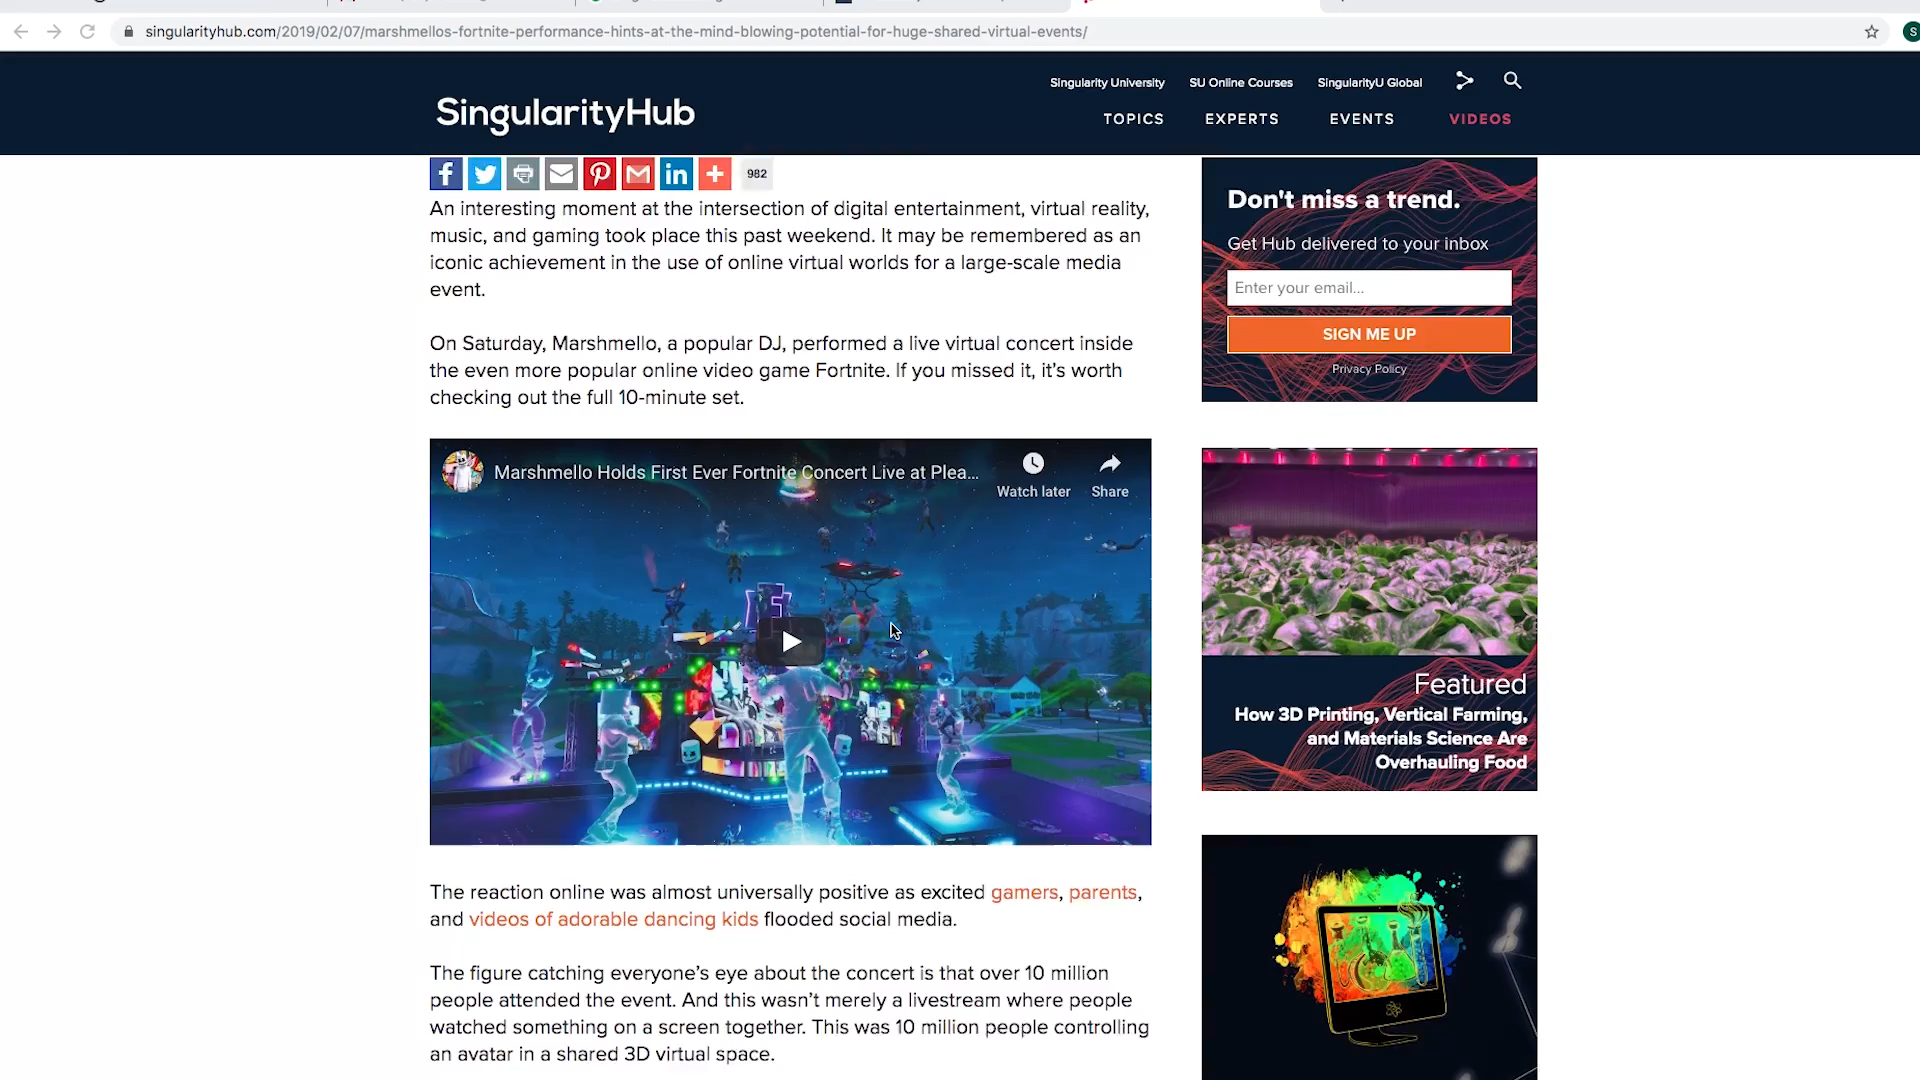 singularityhub.com/2019/02/07/marshmellos-fortnite-performance-hints-at-the-mind-blowing-potential-for-huge-shared-virtual-events/
S
Singularity University SU Online Courses SingularityU Global
SingularityHub
TOPICS EXPERTS EVENTS VIDEOS
982
An interesting moment at the intersection of digital entertainment, virtual reality,
music, and gaming took place this past weekend. It may be remembered as an
iconic achievement in the use of online virtual worlds for a large-scale media
event.
On Saturday, Marshmello, a popular DJ, performed a live virtual concert inside
the even more popular online video game Fortnite. If you missed it, it's worth
checking out the full 10-minute set.
Marshmello Holds First Ever Fortnite Concert Live at Plea...
Watch later Share
The reaction online was almost universally positive as excited gamers, parents,
and videos of adorable dancing kids flooded social media.
The figure catching everyone's eye about the concert is that over 10 million
people attended the event. And this wasn't merely a livestream where people
watched something on a screen together. This was 10 million people controlling
an avatar in a shared 3D virtual space.
Don't miss a trend.
Get Hub delivered to your inbox
Enter your email...
SIGN ME UP
Privacy Policy
Featured
How 3D Printing, Vertical Farming,
and Materials Science Are
Overhauling Food